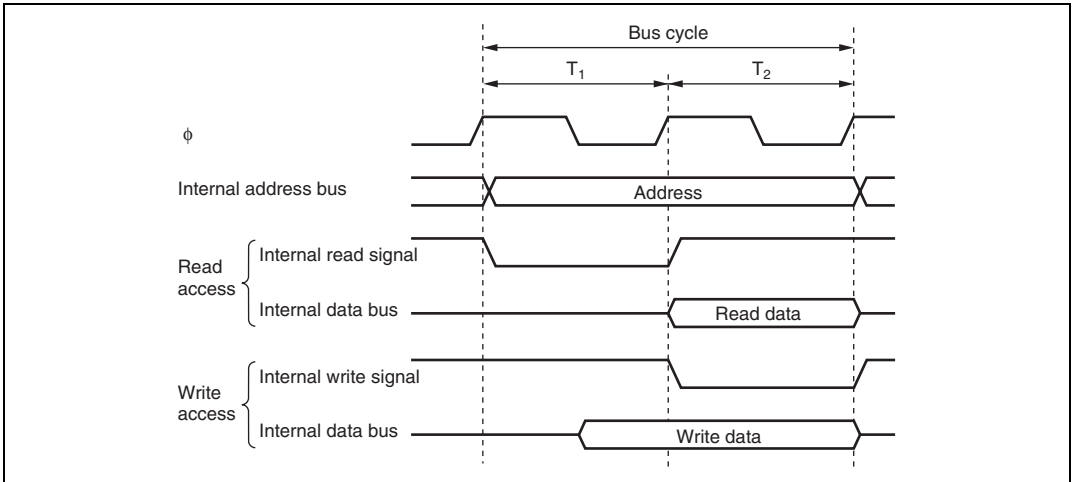 Bus cycle
T₁ T₂
ϕ
Internal address bus
Address
Internal read signal
Read
access
Internal data bus
Read data
Internal write signal
Write
access
Internal data bus
Write data